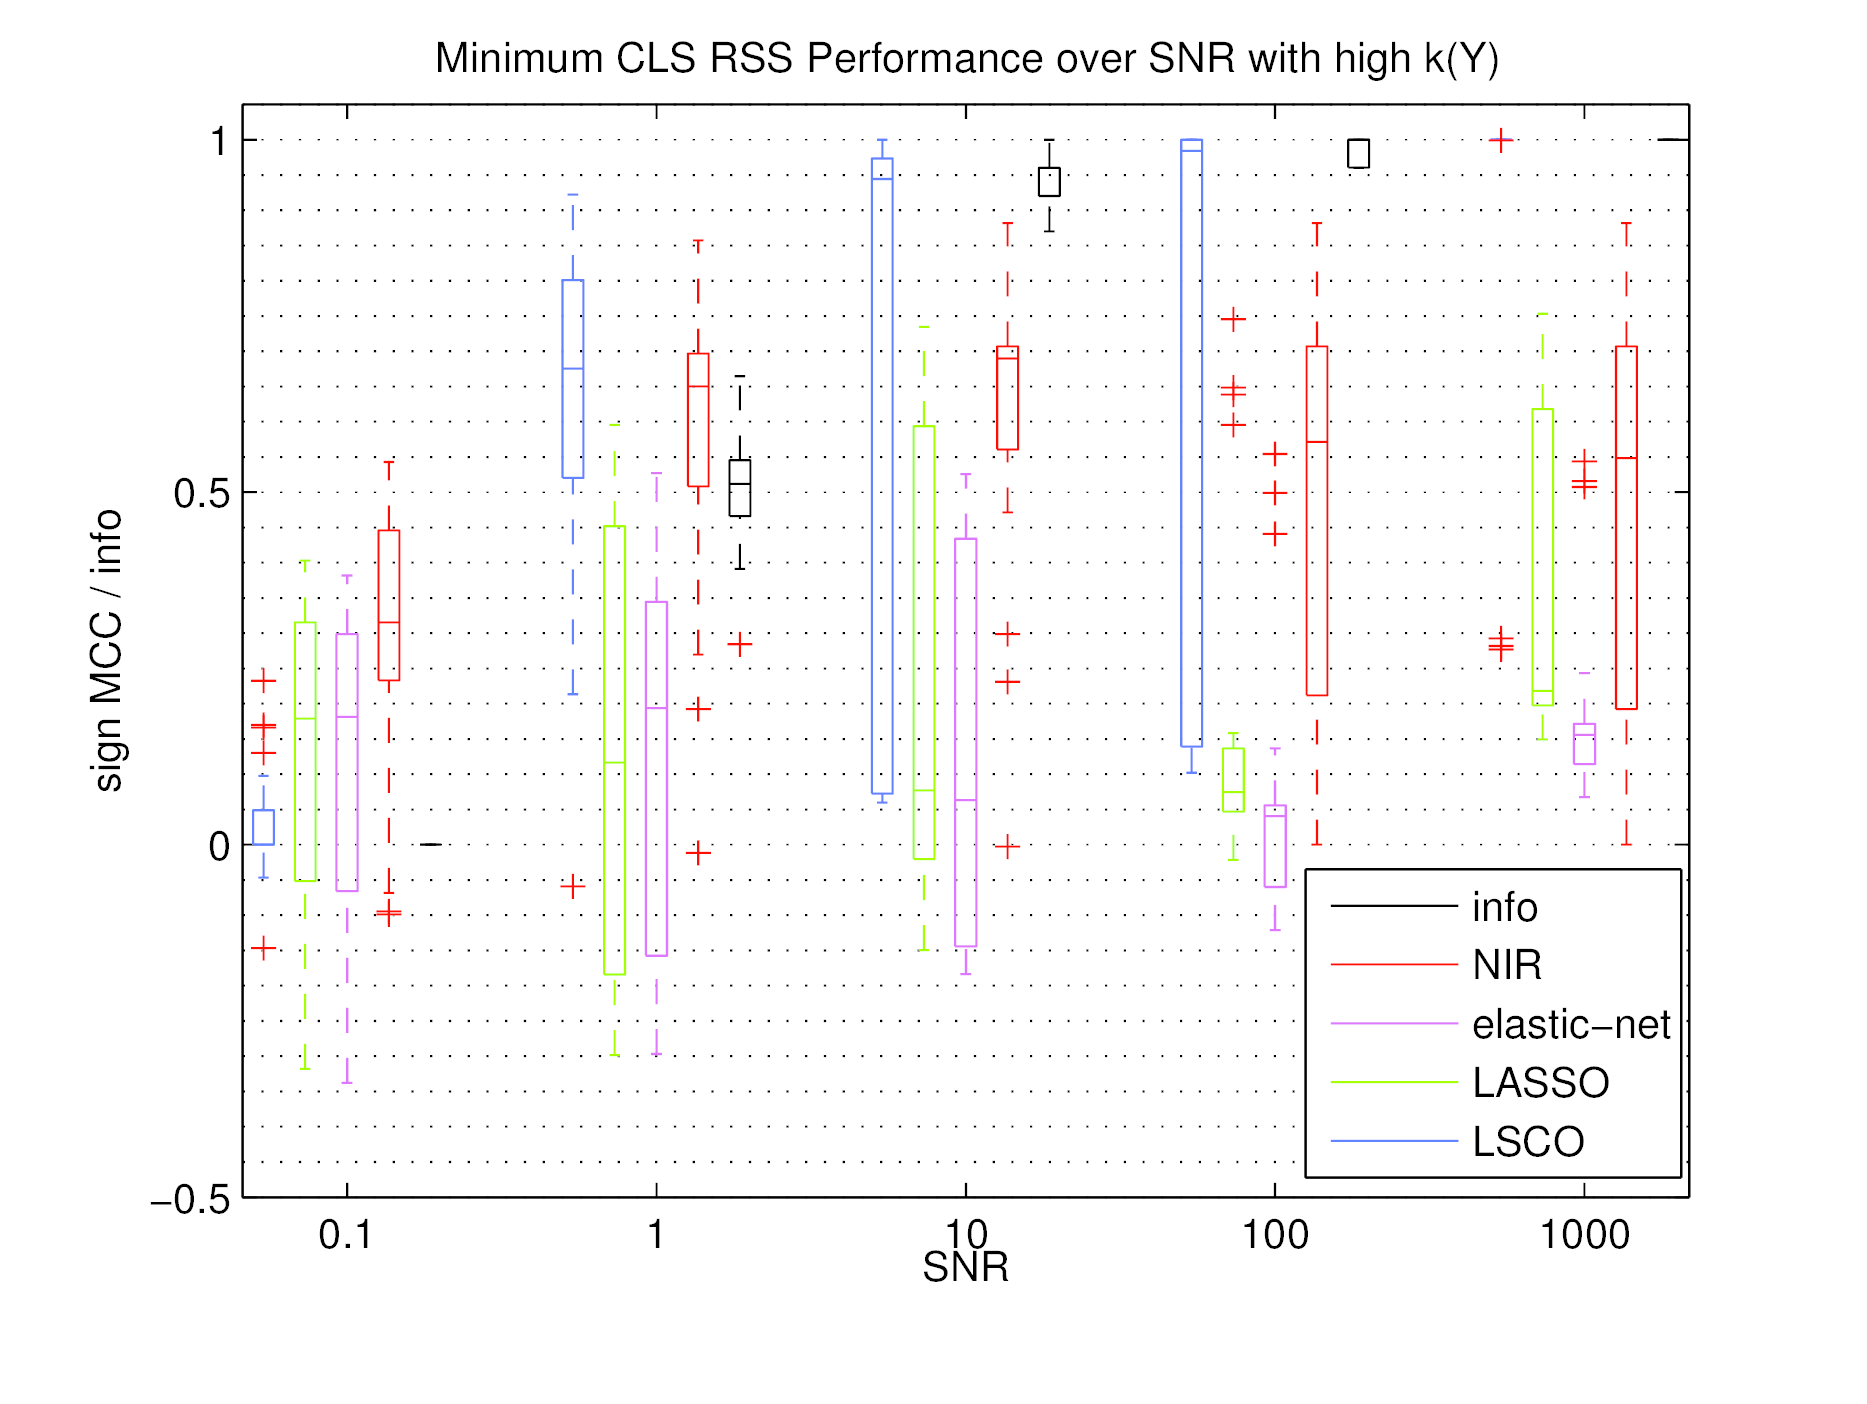 Minimum CLS RSS Performance over SNR with high k(Y)
1
0.5
0
−0.5
sign MCC / info
0.1
1
10
100
1000
SNR
info
NIR
elastic−net
LASSO
LSCO